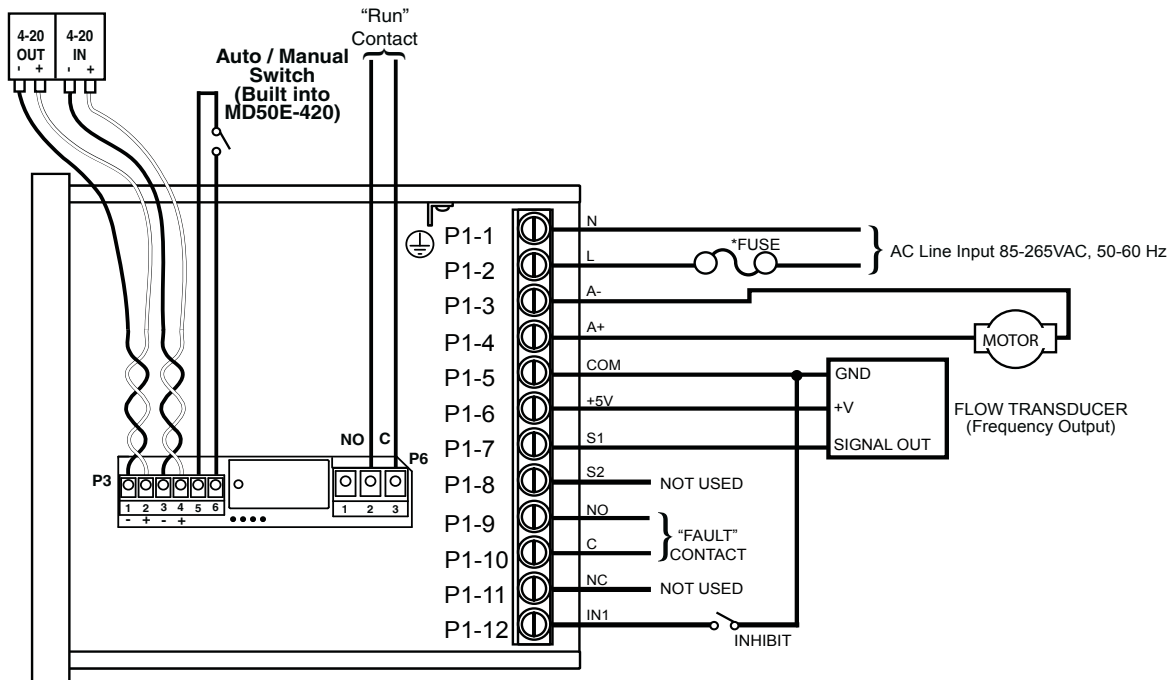 4-20
OUT
- +
4-20
IN
- +
Auto / Manual
Switch
(Built into
MD50E-420)
“Run”
Contact
P1-1
P1-2
P1-3
P1-4
P1-5
P1-6
P1-7
P1-8
P1-9
P1-10
P1-11
P1-12
N
L
*FUSE
AC Line Input 85-265VAC, 50-60 Hz
A-
A+
MOTOR
COM
GND
+5V
+V
FLOW TRANSDUCER
(Frequency Output)
S1
SIGNAL OUT
S2
NOT USED
NO
C
“FAULT”
CONTACT
NC
NOT USED
IN1
INHIBIT
NO C
P6
1 2 3
P3
1 2 3 4 5 6
- + - +